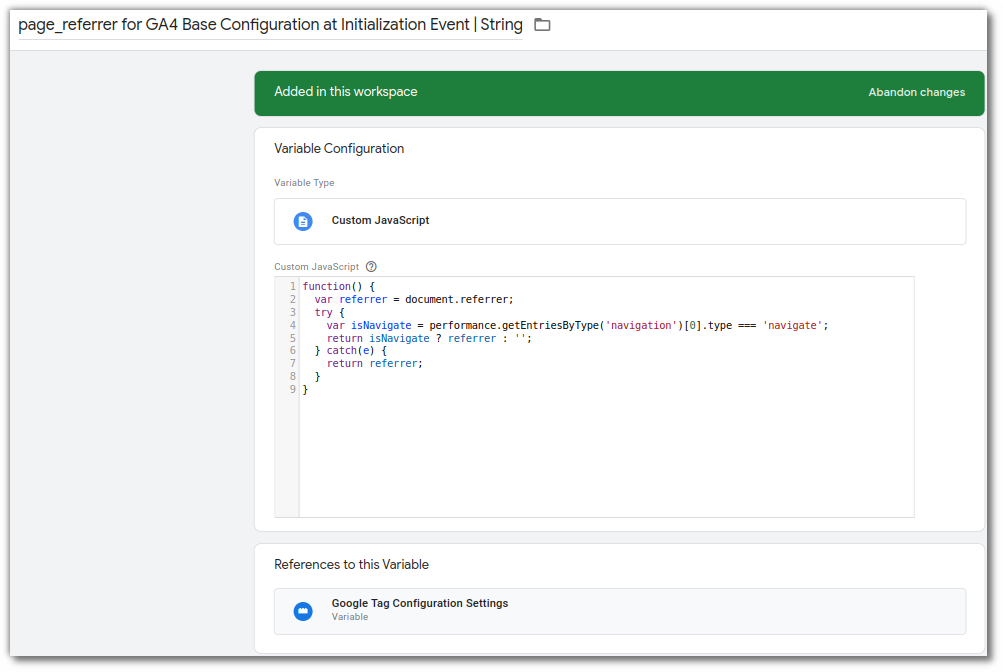 page_referrer for GA4 Base Configuration at Initialization Event | String
Added in this workspace
Abandon changes
Variable Configuration
Variable Type
Custom JavaScript
Custom JavaScript
1 function() {
2   var referrer = document.referrer;
3   try {
4     var isNavigate = performance.getEntriesByType('navigation')[0].type === 'navigate';
5     return isNavigate ? referrer : '';
6   } catch(e) {
7     return referrer;
8   }
9 }
References to this Variable
Google Tag Configuration Settings
Variable